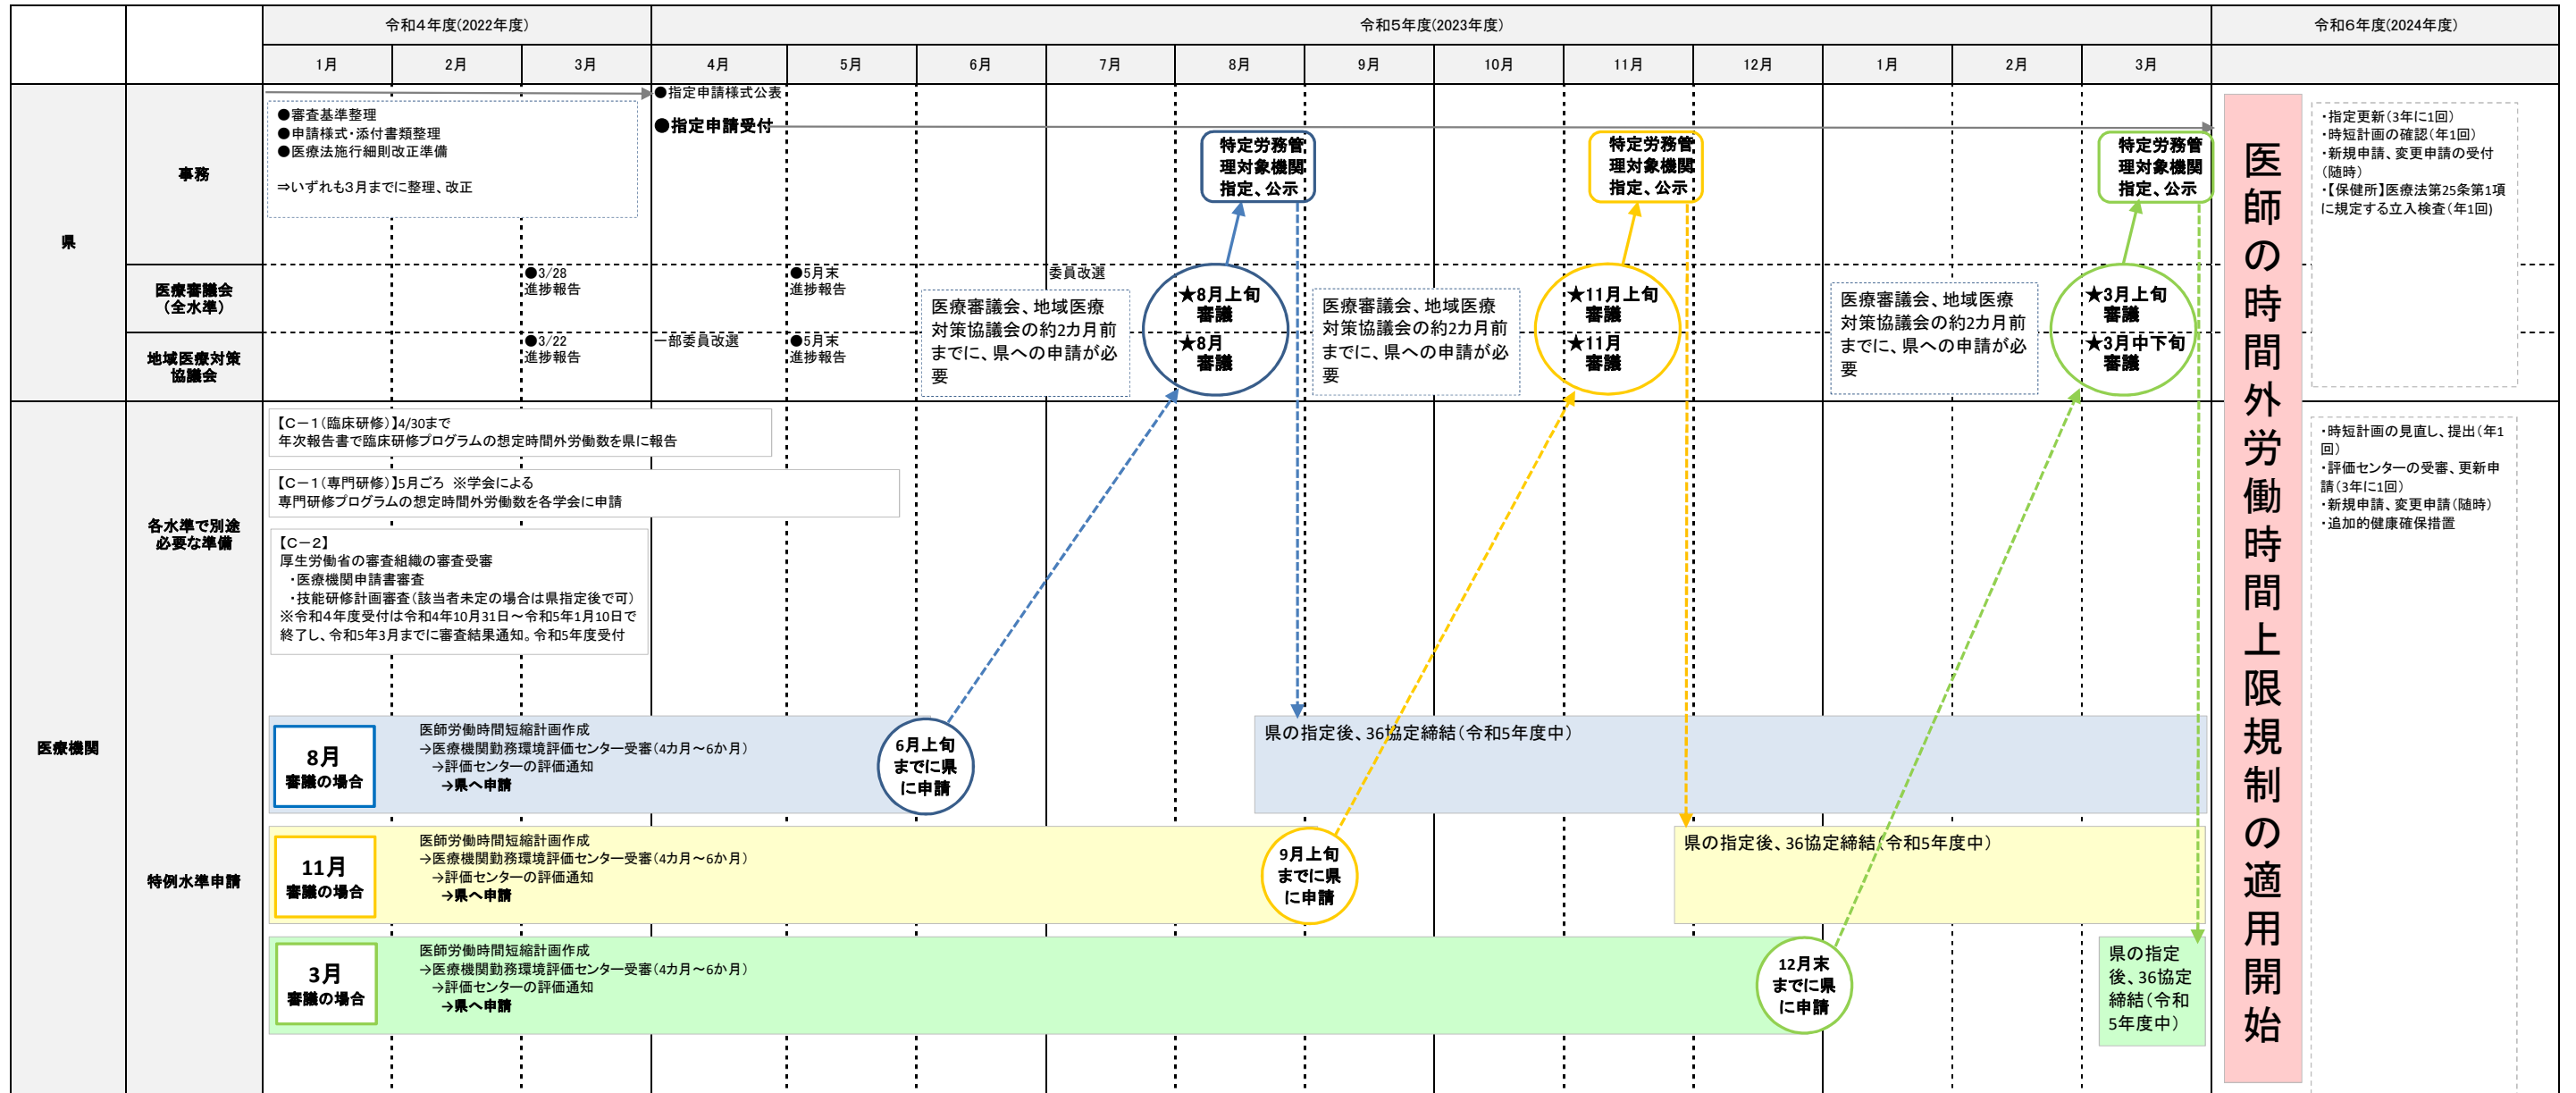 令和４年度(2022年度)
令和５年度(2023年度)
令和６年度(2024年度)
1月
2月
3月
4月
5月
6月
7月
8月
9月
10月
11月
12月
1月
2月
3月
県
事務
●審査基準整理
●申請様式・添付書類整理
●医療法施行細則改正準備
⇒いずれも3月までに整理、改正
●指定申請様式公表
●指定申請受付
特定労務管
理対象機関
指定、公示
特定労務管
理対象機関
指定、公示
特定労務管
理対象機関
指定、公示
医療審議会
（全水準）
●3/28
進捗報告
●5月末
進捗報告
委員改選
地域医療対策
協議会
●3/22
進捗報告
一部委員改選
●5月末
進捗報告
医療審議会、地域医療
対策協議会の約2カ月前
までに、県への申請が必
要
★8月上旬
審議
★8月
審議
医療審議会、地域医療
対策協議会の約2カ月前
までに、県への申請が必
要
★11月上旬
審議
★11月
審議
医療審議会、地域医療
対策協議会の約2カ月前
までに、県への申請が必
要
★3月上旬
審議
★3月中下旬
審議
医師の時間外労働時間上限規制の適用開始
・指定更新（3年に1回）
・時短計画の確認（年1回）
・新規申請、変更申請の受付
（随時）
・【保健所】医療法第25条第1項
に規定する立入検査（年1回)
医療機関
各水準で別途
必要な準備
【Ｃ－１（臨床研修）】4/30まで
年次報告書で臨床研修プログラムの想定時間外労働数を県に報告
【Ｃ－１（専門研修）】5月ごろ　※学会による
専門研修プログラムの想定時間外労働数を各学会に申請
【Ｃ－２】
厚生労働省の審査組織の審査受審
・医療機関申請書審査
・技能研修計画審査（該当者未定の場合は県指定後で可）
※令和４年度受付は令和4年10月31日～令和5年1月10日で
終了し、令和5年3月までに審査結果通知。令和5年度受付
・時短計画の見直し、提出（年1
回）
・評価センターの受審、更新申
請（3年に1回）
・新規申請、変更申請（随時）
・追加的健康確保措置
特例水準申請
8月
審議の場合
医師労働時間短縮計画作成
→医療機関勤務環境評価センター受審（4カ月～6か月）
→評価センターの評価通知
→県へ申請
6月上旬
までに県
に申請
県の指定後、36協定締結（令和5年度中）
11月
審議の場合
医師労働時間短縮計画作成
→医療機関勤務環境評価センター受審（4カ月～6か月）
→評価センターの評価通知
→県へ申請
9月上旬
までに県
に申請
県の指定後、36協定締結（令和5年度中）
3月
審議の場合
医師労働時間短縮計画作成
→医療機関勤務環境評価センター受審（4カ月～6か月）
→評価センターの評価通知
→県へ申請
12月末
までに県
に申請
県の指定
後、36協定
締結（令和
5年度中）